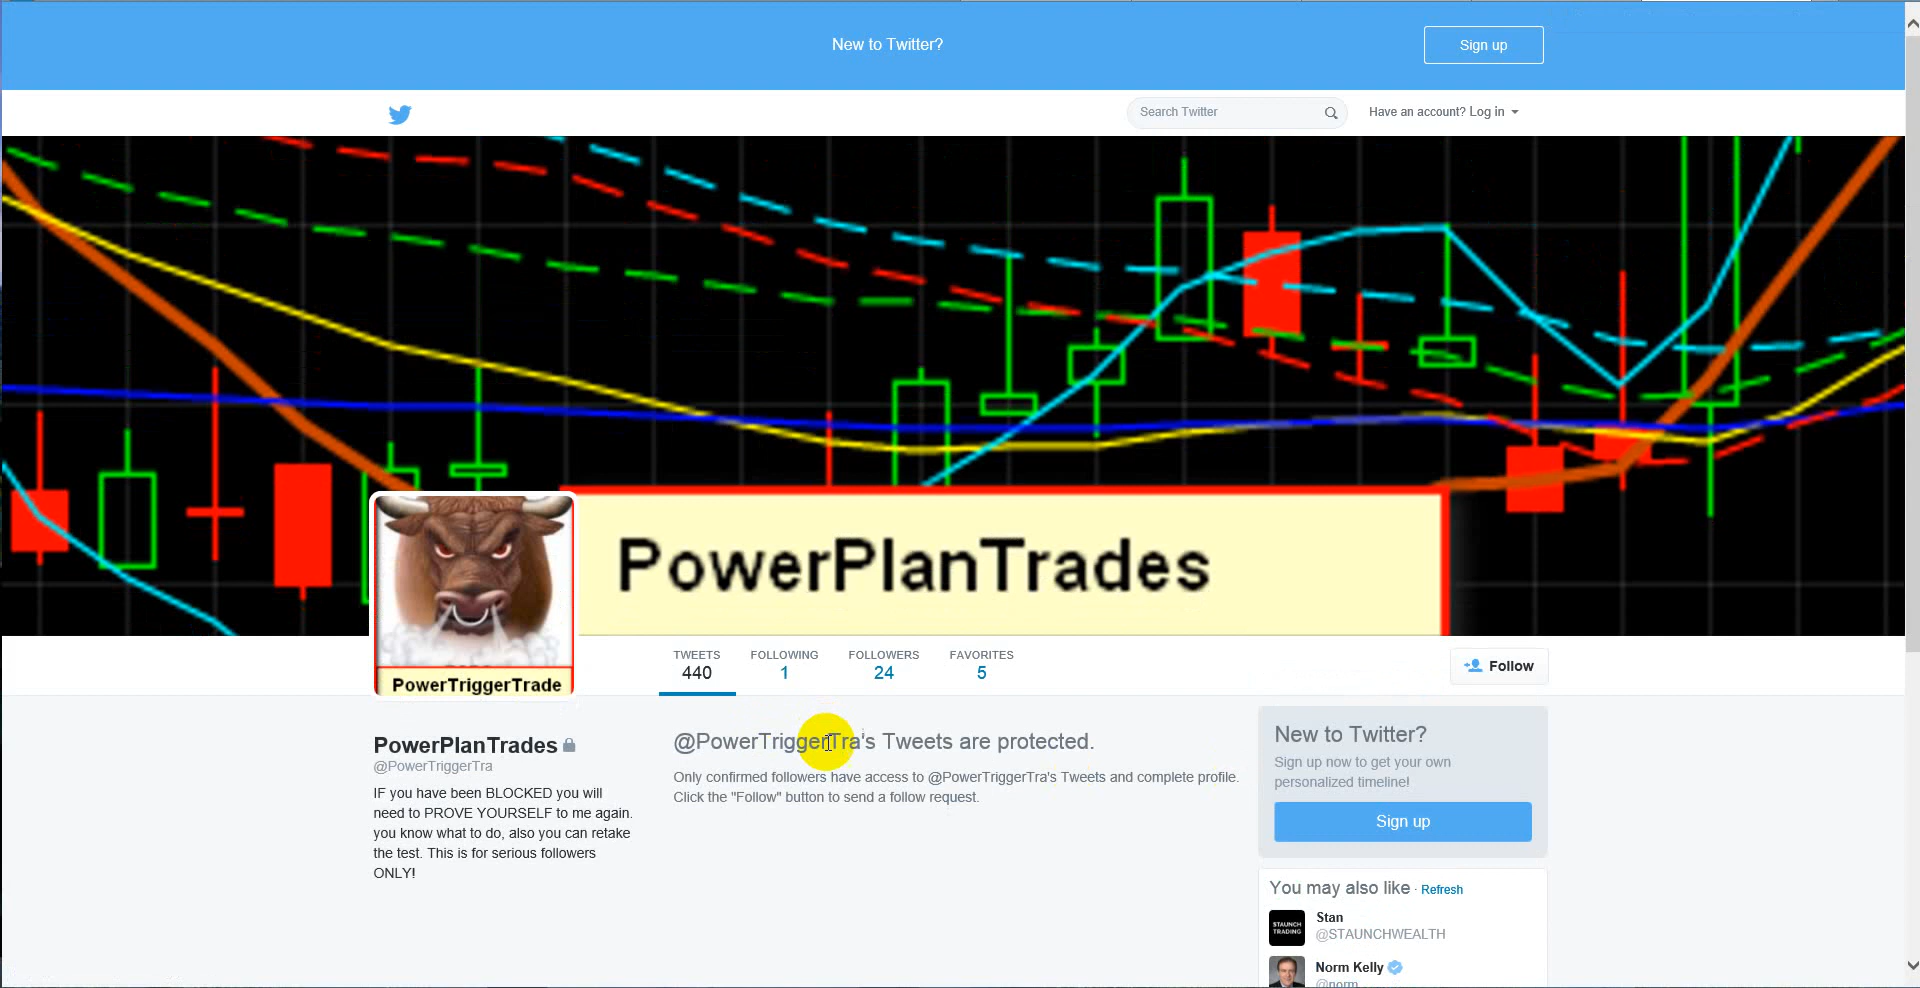 New to Twitter?
Sign up
Search Twitter
Have an account? Log in
PowerPlanTrades
PowerTriggerTrade
TWEETS
440
FOLLOWING
1
FOLLOWERS
24
FAVORITES
5
Follow
PowerPlanTrades
@PowerTriggerTra
IF you have been BLOCKED you will
need to PROVE YOURSELF to me again.
you know what to do, also you can retake
the test. This is for serious followers
ONLY!
@PowerTriggerTra's Tweets are protected.
Only confirmed followers have access to @PowerTriggerTra's Tweets and complete profile.
Click the "Follow" button to send a follow request.
New to Twitter?
Sign up now to get your own
personalized timeline!
Sign up
You may also like · Refresh
STAUNCH
TRADING
Stan
@STAUNCHWEALTH
Norm Kelly
@norm